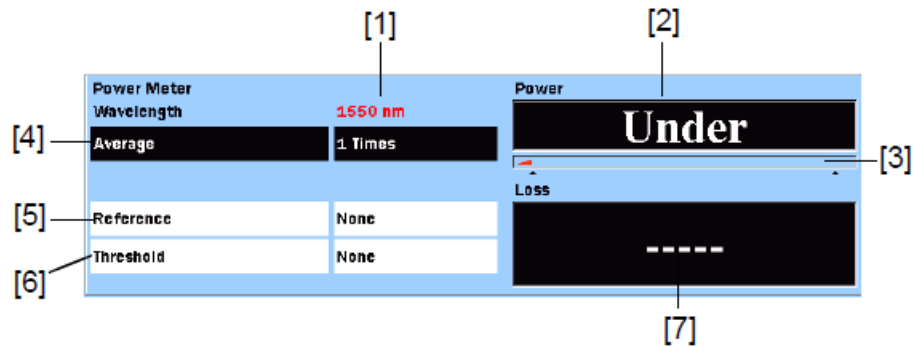 [1]
[2]
Power Meter
Power
Wavelength
1550 nm
Under
[4]
Average
1 Times
[3]
Loss
[5]
Reference
None
[6]
Threshold
None
-----
[7]